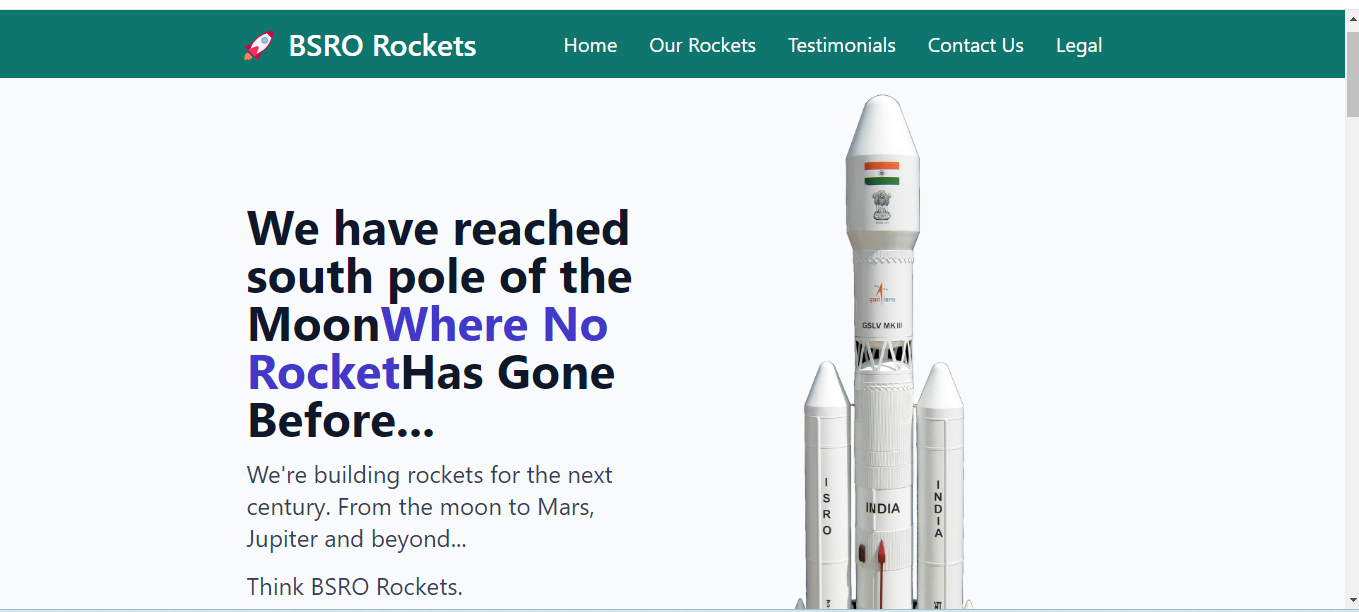 BSRO Rockets
Home
Our Rockets
Testimonials
Contact Us
Legal
We have reached
south pole of the
MoonWhere No
RocketHas Gone
Before...
We're building rockets for the next
century. From the moon to Mars,
Jupiter and beyond...
Think BSRO Rockets.
GSLV MKIII
ISRO
INDIA
INDIA